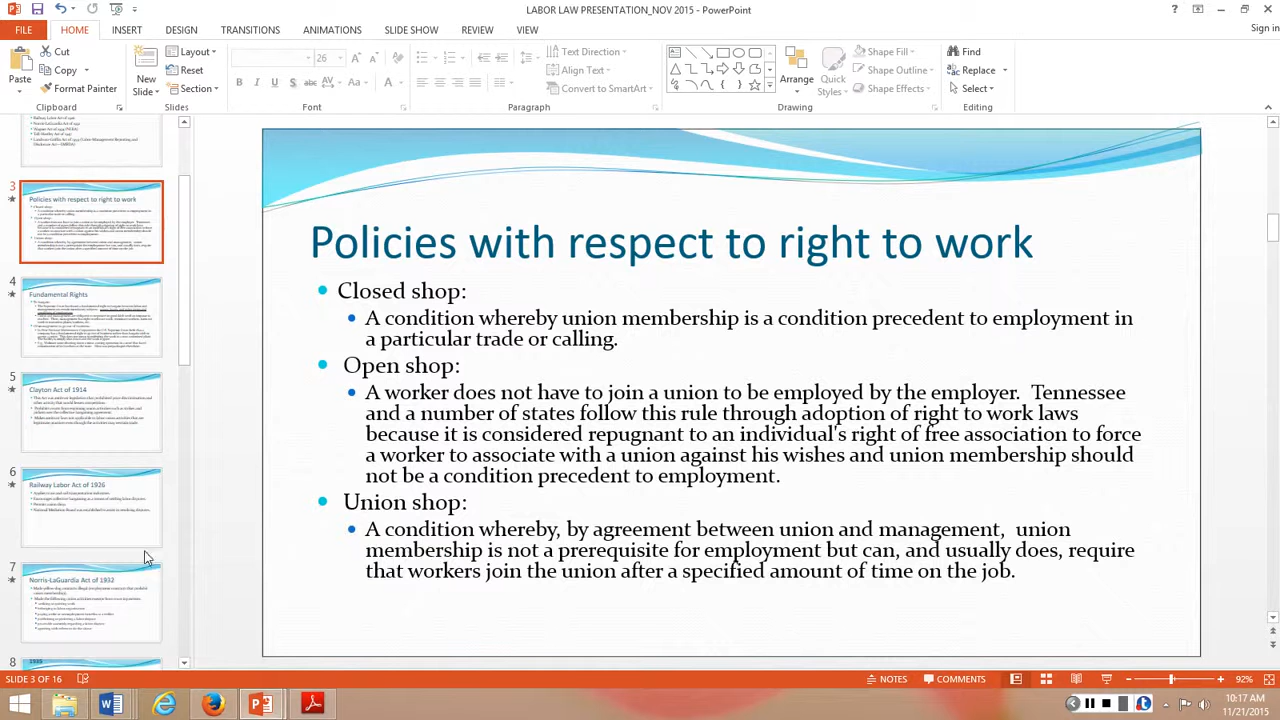 LABOR LAW PRESENTATION_NOV 2015 - PowerPoint
FILE HOME INSERT DESIGN TRANSITIONS ANIMATIONS SLIDE SHOW REVIEW VIEW Sign in
Paste
Cut
Copy
Format Painter
Clipboard
New
Slide
Layout
Reset
Section
Slides
26
B I U S abc AV Aa A
Font
Text Direction
Align Text
Convert to SmartArt
Paragraph
Arrange
Quick
Styles
Shape Fill
Shape Outline
Shape Effects
Drawing
Find
Replace
Select
Editing
3
Policies with respect to right to work
4
Fundamental Rights
5
Clayton Act of 1914
6
Railway Labor Act of 1926
7
Norris-LaGuardia Act of 1932
8
1935
Policies with respect to right to work
Closed shop:
A condition whereby union membership is a condition precedent to employment in
a particular trade or calling.
Open shop:
A worker does not have to join a union to be employed by the employer. Tennessee
and a number of states follow this rule through adoption of right to work laws
because it is considered repugnant to an individual's right of free association to force
a worker to associate with a union against his wishes and union membership should
not be a condition precedent to employment.
Union shop:
A condition whereby, by agreement between union and management, union
membership is not a prerequisite for employment but can, and usually does, require
that workers join the union after a specified amount of time on the job.
SLIDE 3 OF 16
NOTES
COMMENTS
92%
10:17 AM
11/21/2015